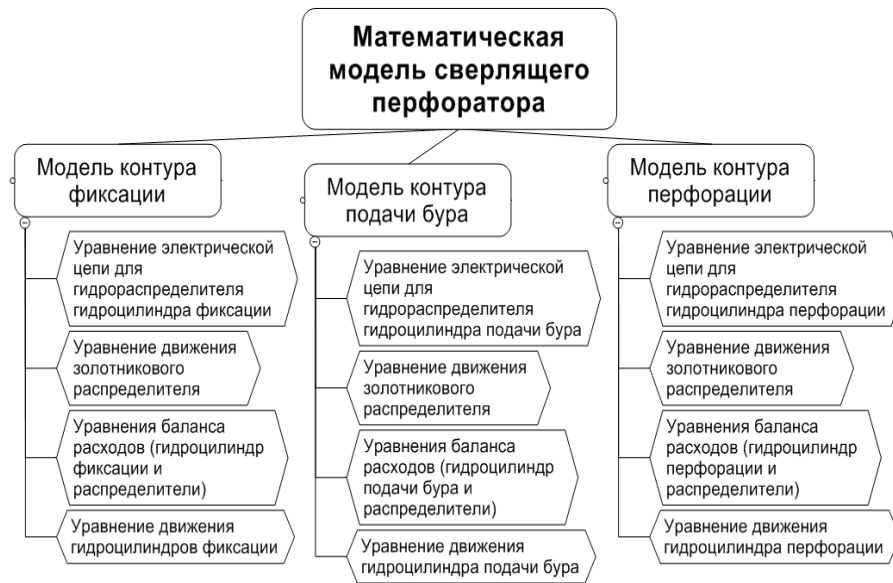 Математическая
модель сверлящего
перфоратора
Модель контура
фиксации
Уравнение электрической
цепи для
гидрораспределителя
гидроцилиндра фиксации
Уравнение движения
золотникового
распределителя
Уравнения баланса
расходов (гидроцилиндр
фиксации и
распределители)
Уравнение движения
гидроцилиндров фиксации
Модель контура
подачи бура
Уравнение электрической
цепи для
гидрораспределителя
гидроцилиндра подачи бура
Уравнение движения
золотникового
распределителя
Уравнения баланса
расходов (гидроцилиндр
подачи бура и
распределители)
Уравнение движения
гидроцилиндра подачи бура
Модель контура
перфорации
Уравнение электрической
цепи для
гидрораспределителя
гидроцилиндра перфорации
Уравнение движения
золотникового
распределителя
Уравнения баланса
расходов (гидроцилиндр
перфорации и
распределители)
Уравнение движения
гидроцилиндра перфорации